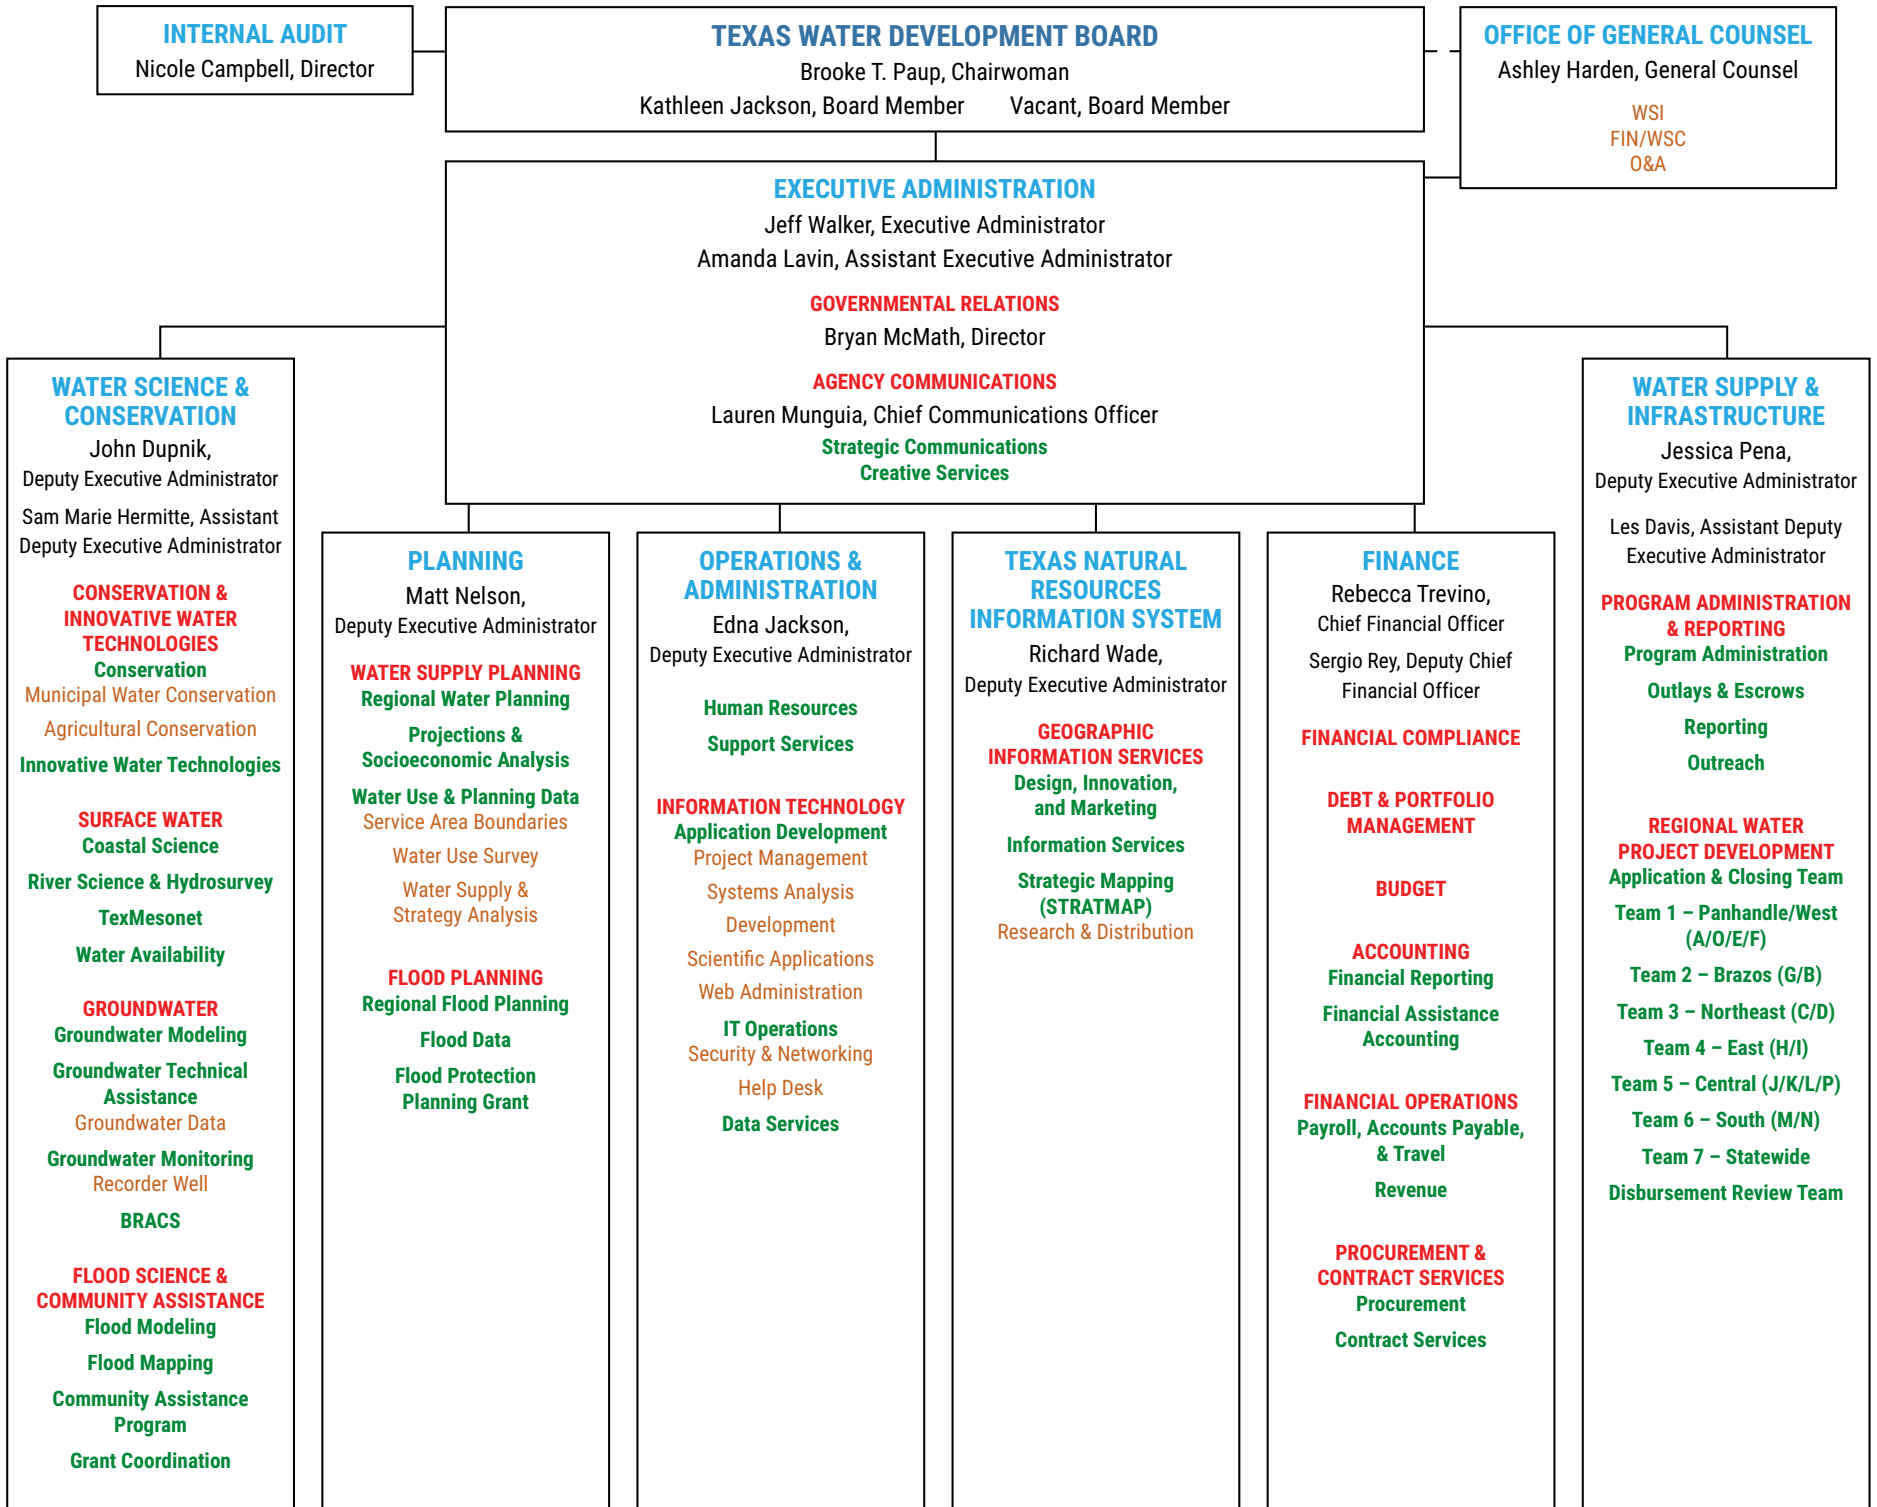 INTERNAL AUDIT
Nicole Campbell, Director
TEXAS WATER DEVELOPMENT BOARD
Brooke T. Paup, Chairwoman
Kathleen Jackson, Board Member Vacant, Board Member
OFFICE OF GENERAL COUNSEL
Ashley Harden, General Counsel
WSI
FIN/WSC
O&A
EXECUTIVE ADMINISTRATION
Jeff Walker, Executive Administrator
Amanda Lavin, Assistant Executive Administrator
GOVERNMENTAL RELATIONS
Bryan McMath, Director
AGENCY COMMUNICATIONS
Lauren Munguia, Chief Communications Officer
Strategic Communications
Creative Services
WATER SCIENCE &
CONSERVATION
John Dupnik,
Deputy Executive Administrator
Sam Marie Hermitte, Assistant
Deputy Executive Administrator
CONSERVATION &
INNOVATIVE WATER
TECHNOLOGIES
Conservation
Municipal Water Conservation
Agricultural Conservation
Innovative Water Technologies
SURFACE WATER
Coastal Science
River Science & Hydrosurvey
TexMesonet
Water Availability
GROUNDWATER
Groundwater Modeling
Groundwater Technical
Assistance
Groundwater Data
Groundwater Monitoring
Recorder Well
BRACS
FLOOD SCIENCE &
COMMUNITY ASSISTANCE
Flood Modeling
Flood Mapping
Community Assistance
Program
Grant Coordination
PLANNING
Matt Nelson,
Deputy Executive Administrator
WATER SUPPLY PLANNING
Regional Water Planning
Projections &
Socioeconomic Analysis
Water Use & Planning Data
Service Area Boundaries
Water Use Survey
Water Supply &
Strategy Analysis
FLOOD PLANNING
Regional Flood Planning
Flood Data
Flood Protection
Planning Grant
OPERATIONS &
ADMINISTRATION
Edna Jackson,
Deputy Executive Administrator
Human Resources
Support Services
INFORMATION TECHNOLOGY
Application Development
Project Management
Systems Analysis
Development
Scientific Applications
Web Administration
IT Operations
Security & Networking
Help Desk
Data Services
TEXAS NATURAL
RESOURCES
INFORMATION SYSTEM
Richard Wade,
Deputy Executive Administrator
GEOGRAPHIC
INFORMATION SERVICES
Design, Innovation,
and Marketing
Information Services
Strategic Mapping
(STRATMAP)
Research & Distribution
FINANCE
Rebecca Trevino,
Chief Financial Officer
Sergio Rey, Deputy Chief
Financial Officer
FINANCIAL COMPLIANCE
DEBT & PORTFOLIO
MANAGEMENT
BUDGET
ACCOUNTING
Financial Reporting
Financial Assistance
Accounting
FINANCIAL OPERATIONS
Payroll, Accounts Payable,
& Travel
Revenue
PROCUREMENT &
CONTRACT SERVICES
Procurement
Contract Services
WATER SUPPLY &
INFRASTRUCTURE
Jessica Pena,
Deputy Executive Administrator
Les Davis, Assistant Deputy
Executive Administrator
PROGRAM ADMINISTRATION
& REPORTING
Program Administration
Outlays & Escrows
Reporting
Outreach
REGIONAL WATER
PROJECT DEVELOPMENT
Application & Closing Team
Team 1 – Panhandle/West
(A/O/E/F)
Team 2 – Brazos (G/B)
Team 3 – Northeast (C/D)
Team 4 – East (H/I)
Team 5 – Central (J/K/L/P)
Team 6 – South (M/N)
Team 7 – Statewide
Disbursement Review Team